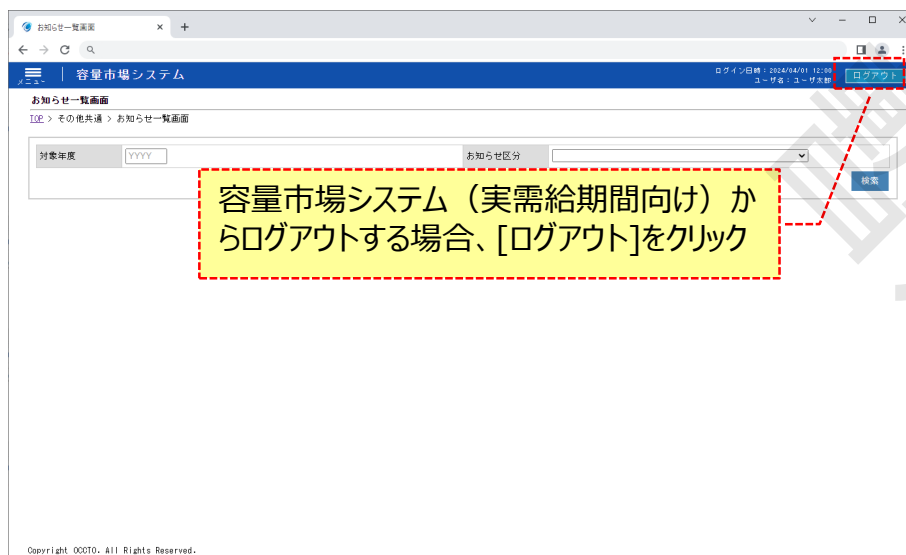 お知らせ一覧画面
メニュー 容量市場システム
ログイン日時：2024/04/01 12:00
ユーザ名：ユーザ太郎
ログアウト
お知らせ一覧画面
TOP > その他共通 > お知らせ一覧画面
対象年度 YYYY お知らせ区分
検索
容量市場システム（実需給期間向け）か
らログアウトする場合、[ログアウト]をクリック
Copyright OCCTO. All Rights Reserved.